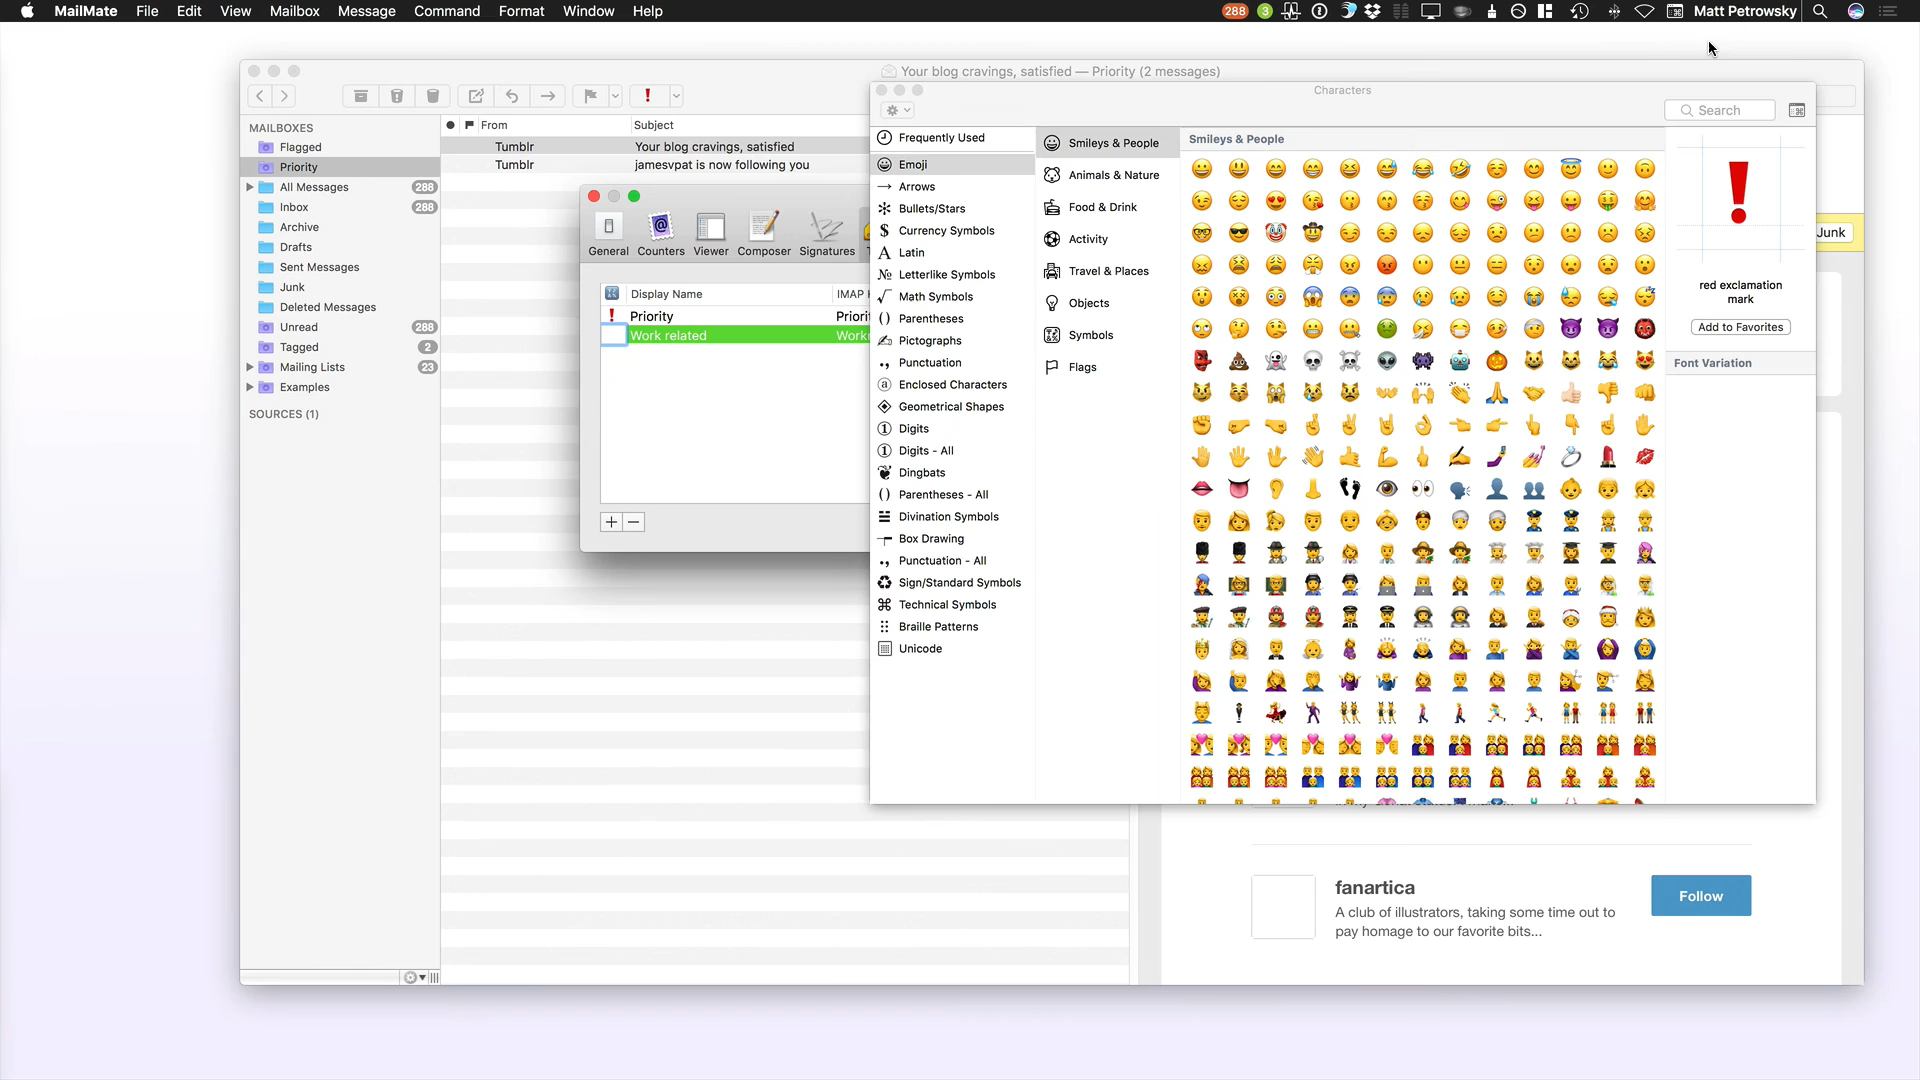 MailMate File Edit View Mailbox Message Command Format Window Help 288 3 Matt Petrowsky
Your blog cravings, satisfied — Priority (2 messages)
Characters
Search
MAILBOXES
Flagged
Priority
All Messages 288
Inbox 288
Archive
Drafts
Sent Messages
Junk
Deleted Messages
Unread 288
Tagged 2
Mailing Lists 23
Examples
SOURCES (1)
From Subject
Tumblr Your blog cravings, satisfied
Tumblr jamesvpat is now following you
General Counters Viewer Composer Signatures
Display Name IMAP
Priority
Work related
Frequently Used
Emoji
Arrows
Bullets/Stars
Currency Symbols
Latin
Letterlike Symbols
Math Symbols
Parentheses
Pictographs
Punctuation
Enclosed Characters
Geometrical Shapes
Digits
Digits - All
Dingbats
Parentheses - All
Divination Symbols
Box Drawing
Punctuation - All
Sign/Standard Symbols
Technical Symbols
Braille Patterns
Unicode
Smileys & People
Animals & Nature
Food & Drink
Activity
Travel & Places
Objects
Symbols
Flags
Smileys & People
red exclamation
mark
Add to Favorites
Font Variation
Junk
fanartica
A club of illustrators, taking some time out to
pay homage to our favorite bits...
Follow